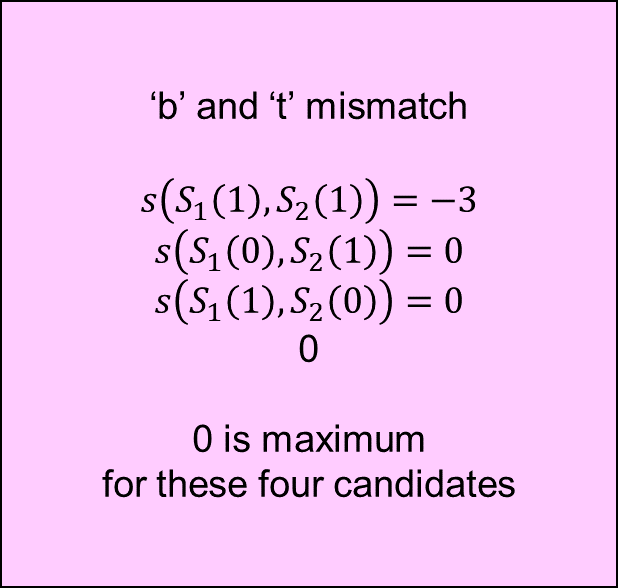 ‘b’ and ‘t’ mismatch
𝑠(𝑆₁(1), 𝑆₂(1)) = −3
𝑠(𝑆₁(0), 𝑆₂(1)) = 0
𝑠(𝑆₁(1), 𝑆₂(0)) = 0
0
0 is maximum
for these four candidates